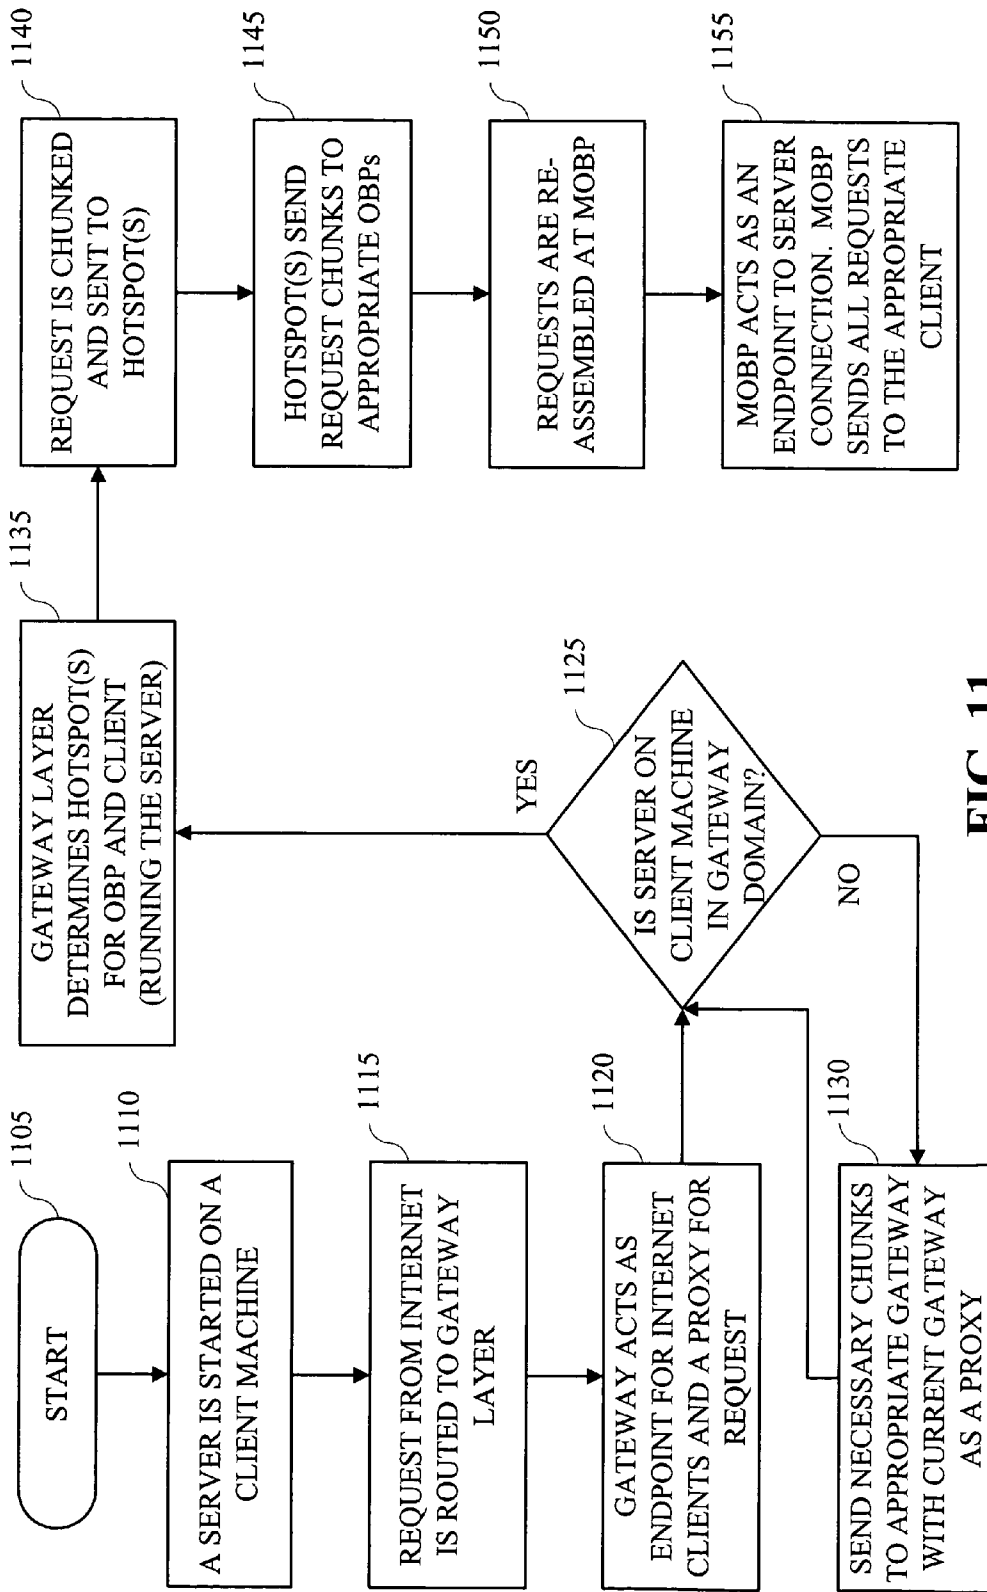 START
1105
A SERVER IS STARTED ON A
CLIENT MACHINE
1110
REQUEST FROM INTERNET
IS ROUTED TO GATEWAY
LAYER
1115
GATEWAY ACTS AS
ENDPOINT FOR INTERNET
CLIENTS AND A PROXY FOR
REQUEST
1120
IS SERVER ON
CLIENT MACHINE
IN GATEWAY
DOMAIN?
1125
YES
NO
SEND NECESSARY CHUNKS
TO APPROPRIATE GATEWAY
WITH CURRENT GATEWAY
AS A PROXY
1130
GATEWAY LAYER
DETERMINES HOTSPOT(S)
FOR OBP AND CLIENT
(RUNNING THE SERVER)
1135
REQUEST IS CHUNKED
AND SENT TO
HOTSPOT(S)
1140
HOTSPOT(S) SEND
REQUEST CHUNKS TO
APPROPRIATE OBPs
1145
REQUESTS ARE RE-
ASSEMBLED AT MOBP
1150
MOBP ACTS AS AN
ENDPOINT TO SERVER
CONNECTION. MOBP
SENDS ALL REQUESTS
TO THE APPROPRIATE
CLIENT
1155
FIG. 11